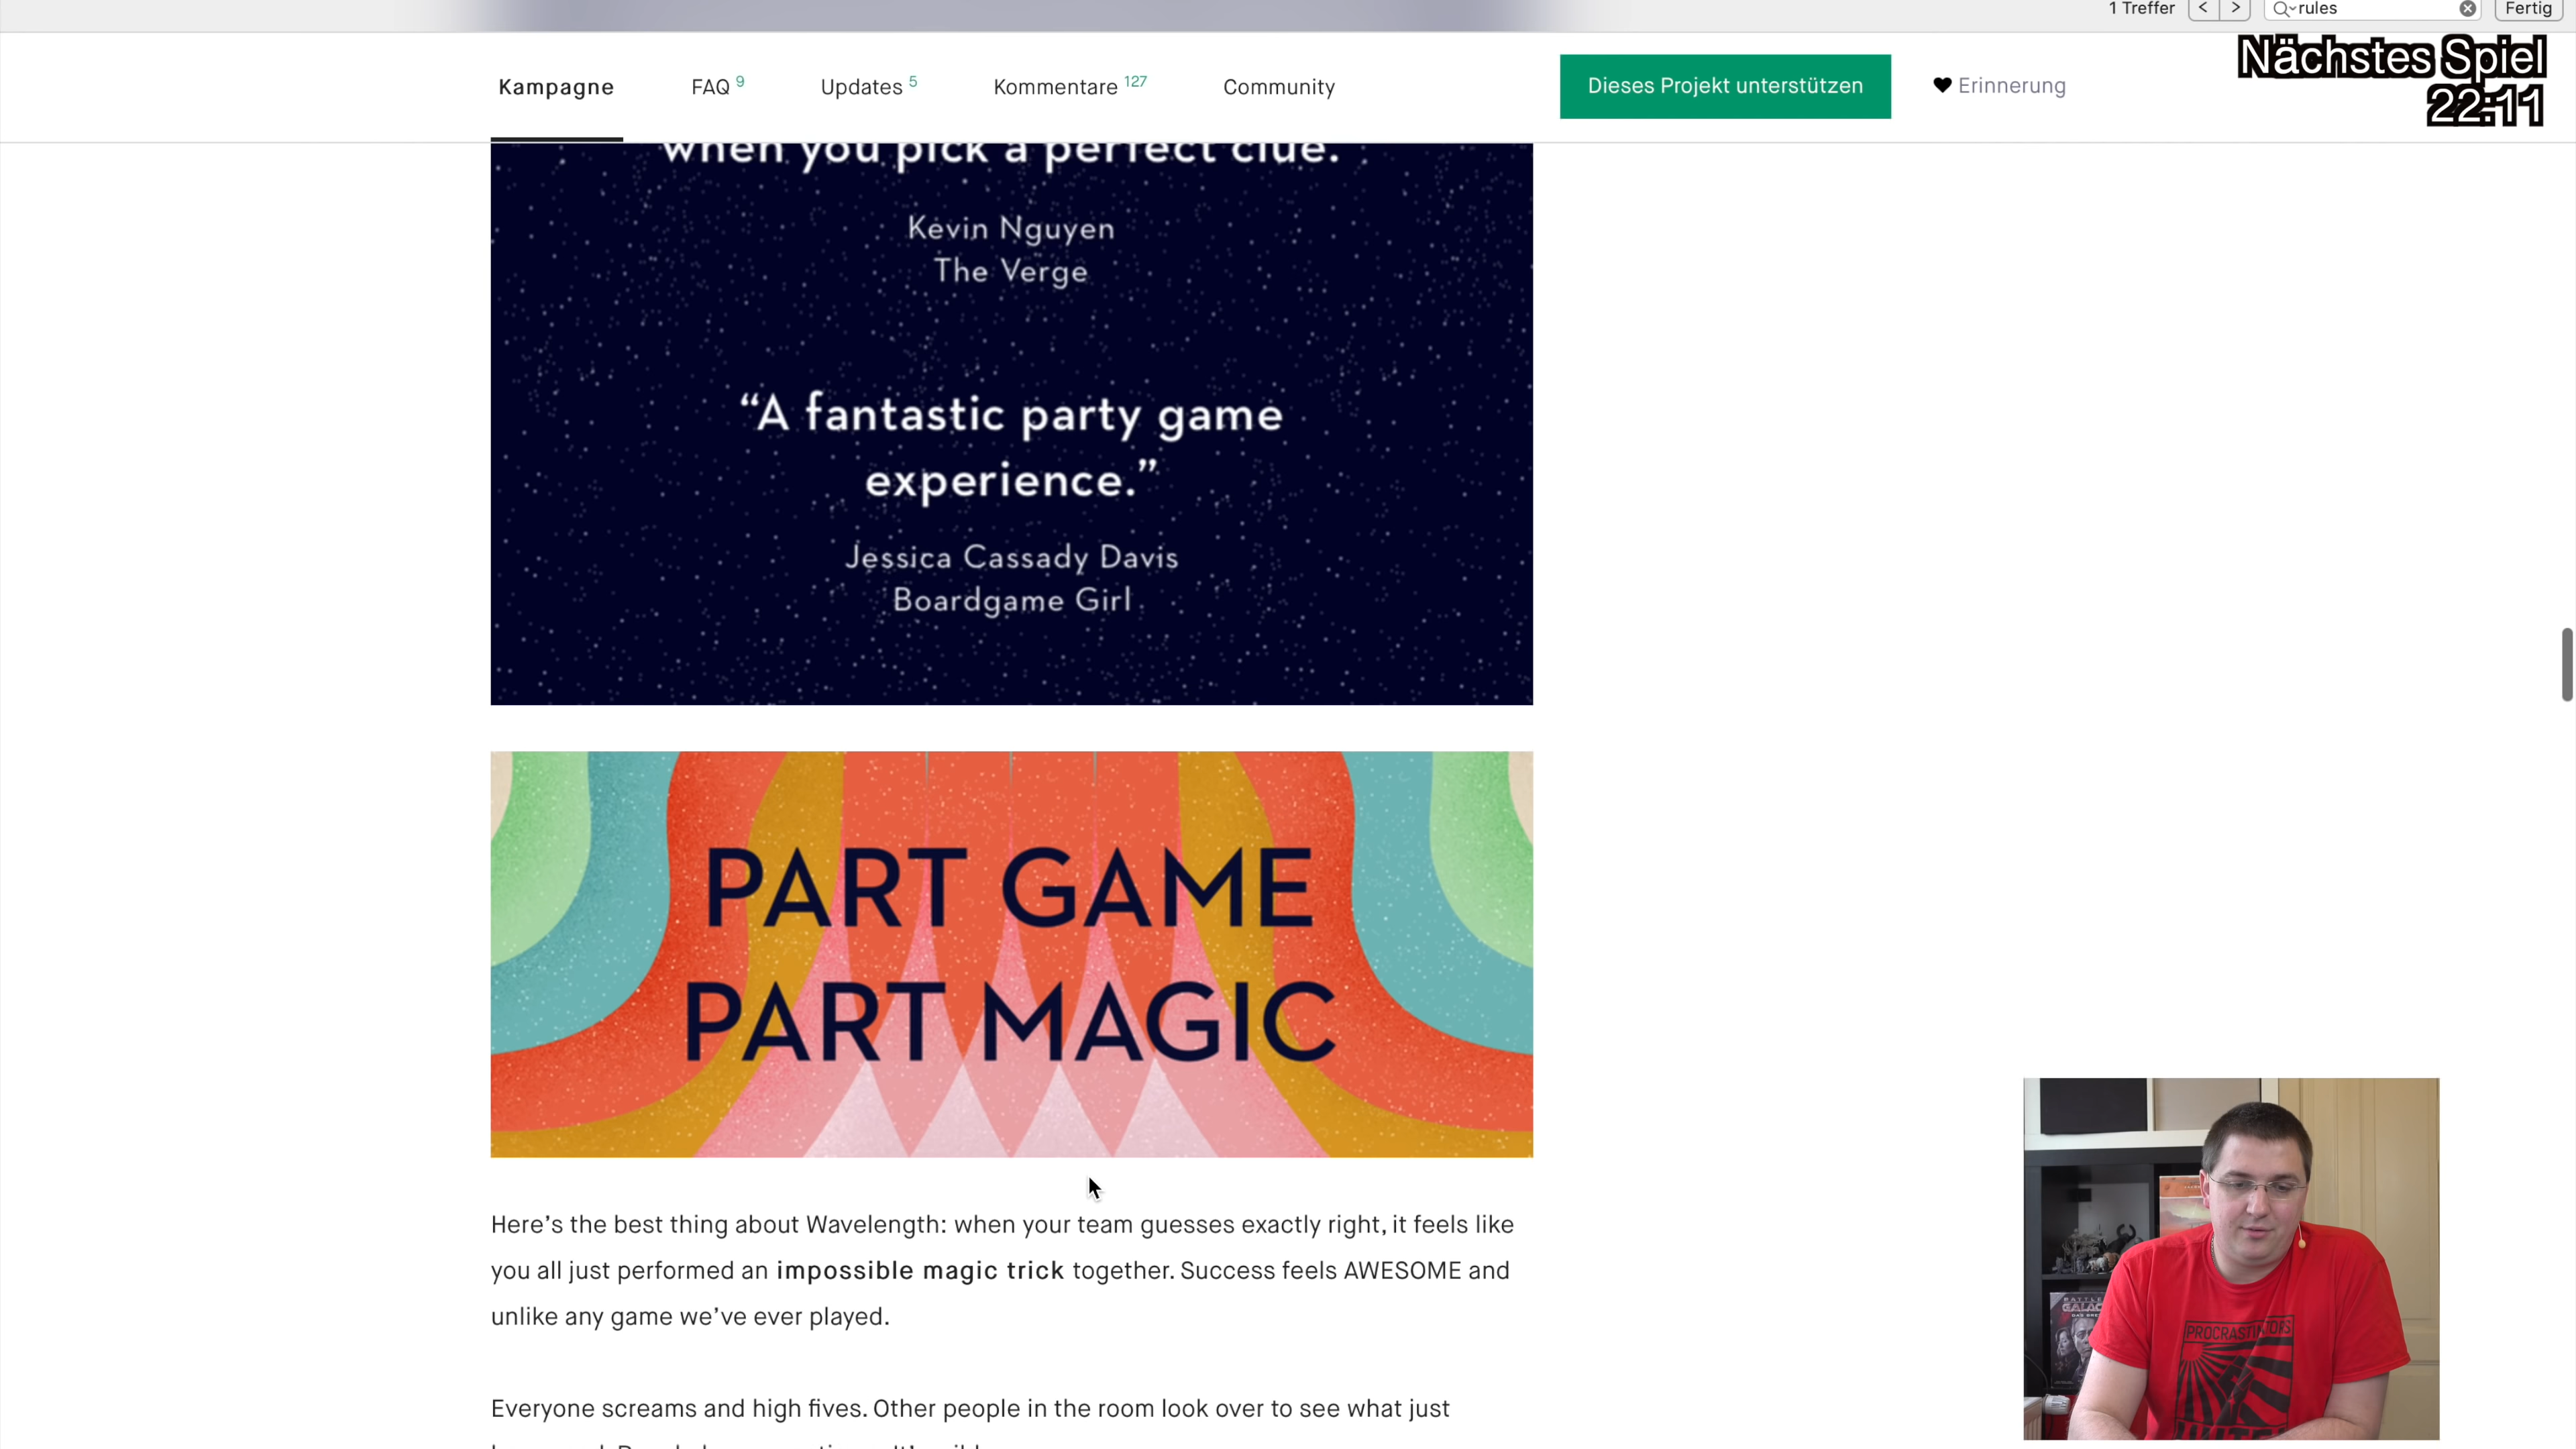 1 Treffer < > rules Fertig
Nächstes Spiel
22:11
Kampagne FAQ 9 Updates 5 Kommentare 127 Community Dieses Projekt unterstützen Erinnerung
when you pick a perfect clue.
Kevin Nguyen
The Verge
“A fantastic party game
experience.”
Jessica Cassady Davis
Boardgame Girl
PART GAME
PART MAGIC
Here’s the best thing about Wavelength: when your team guesses exactly right, it feels like
you all just performed an impossible magic trick together. Success feels AWESOME and
unlike any game we’ve ever played.
Everyone screams and high fives. Other people in the room look over to see what just
PROCRASTINATORS